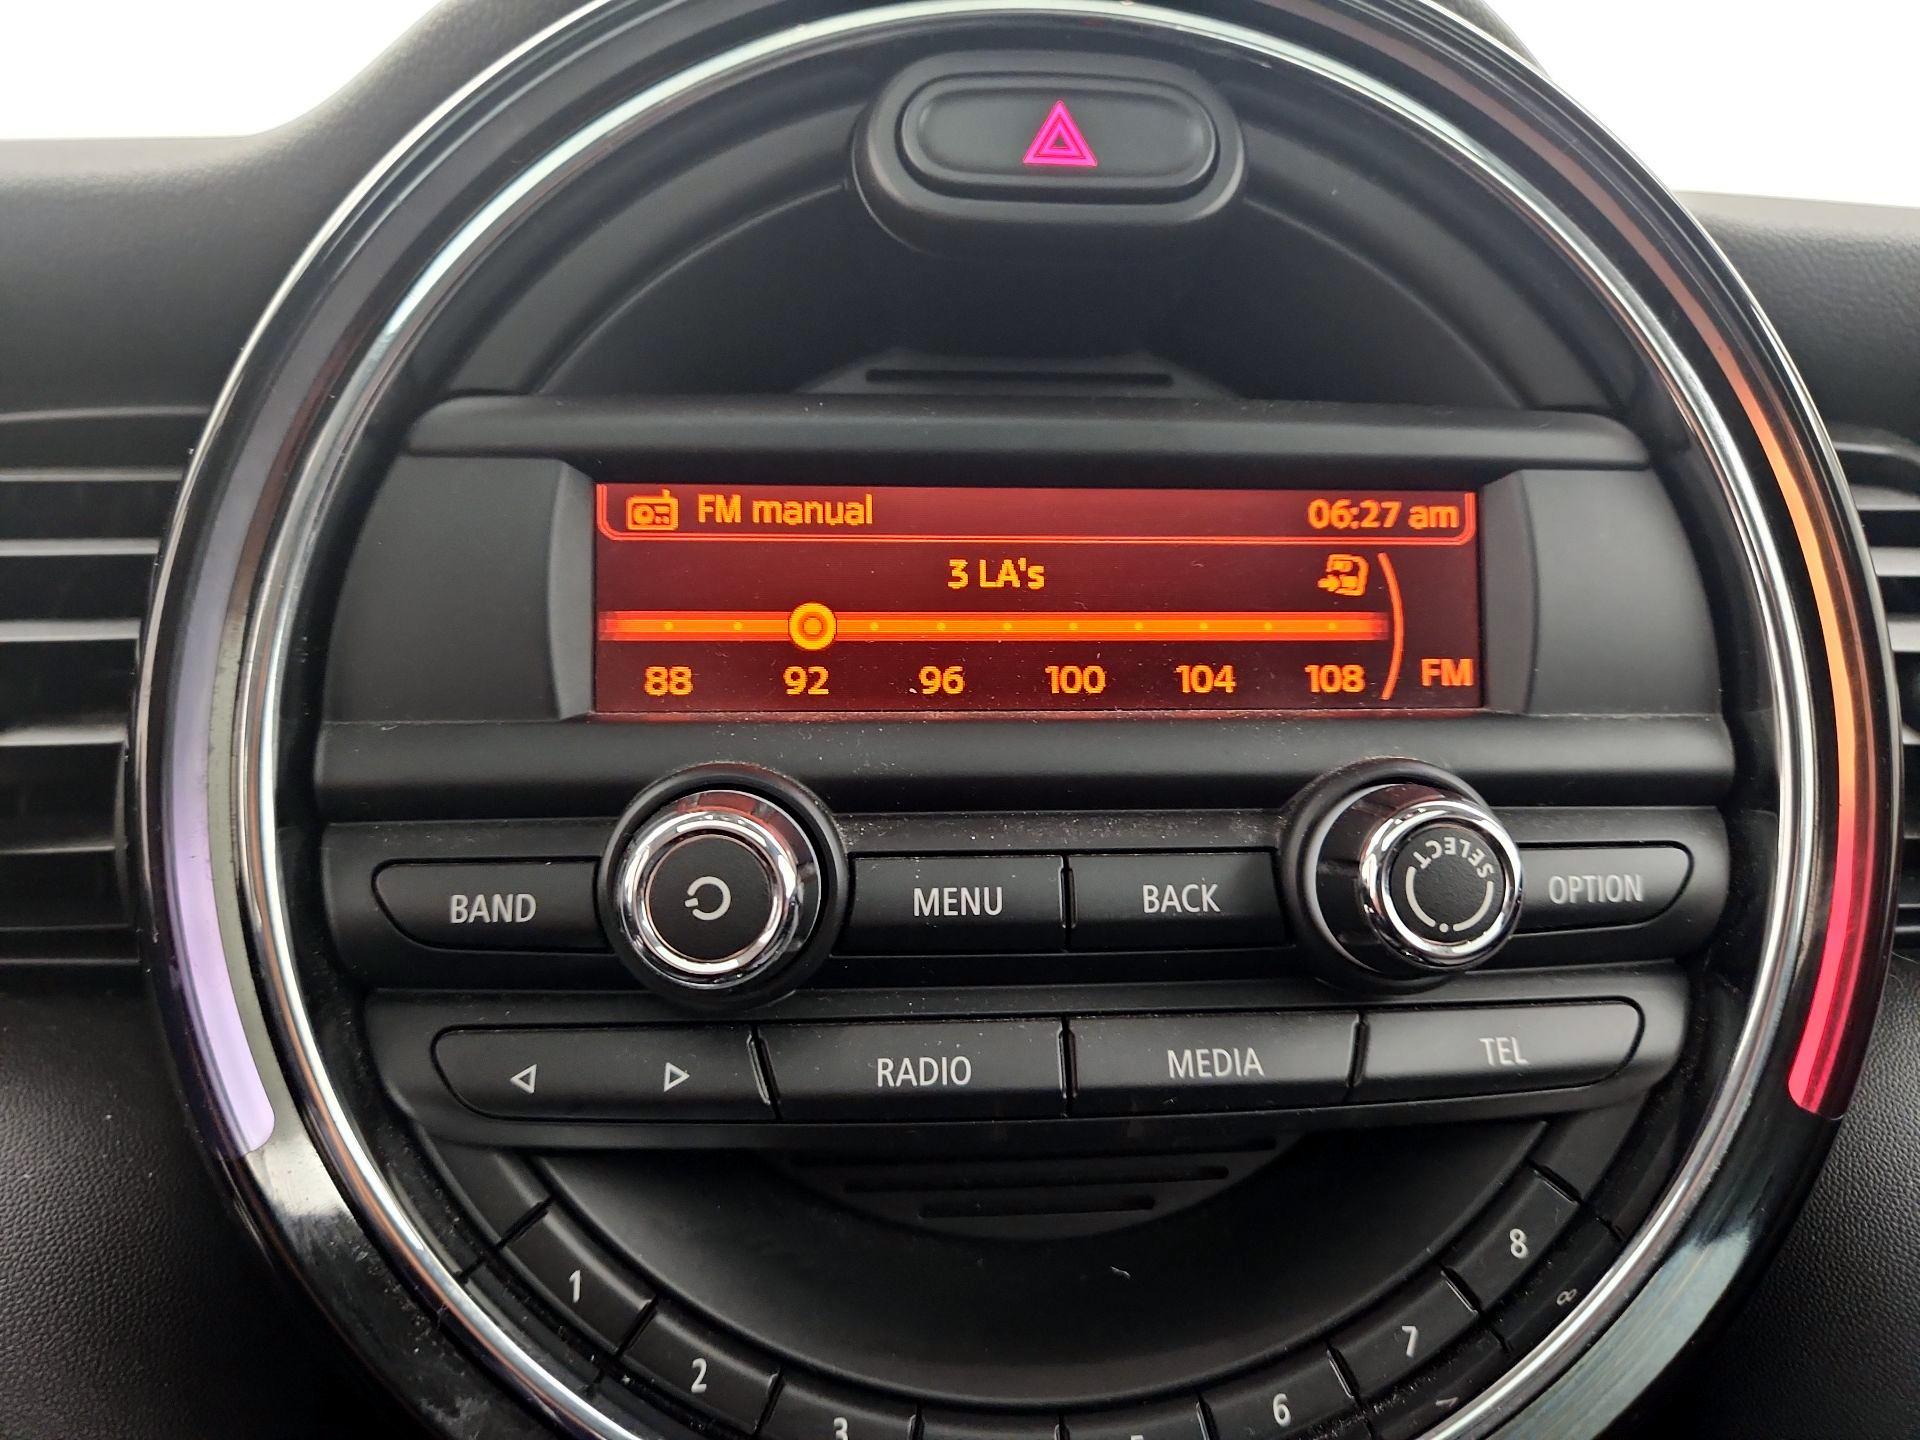 FM manual 06:27 am
3 LA's
88 92 96 100 104 108 FM
BAND MENU BACK SELECT OPTION
RADIO MEDIA TEL
1 2 3 6 7 8